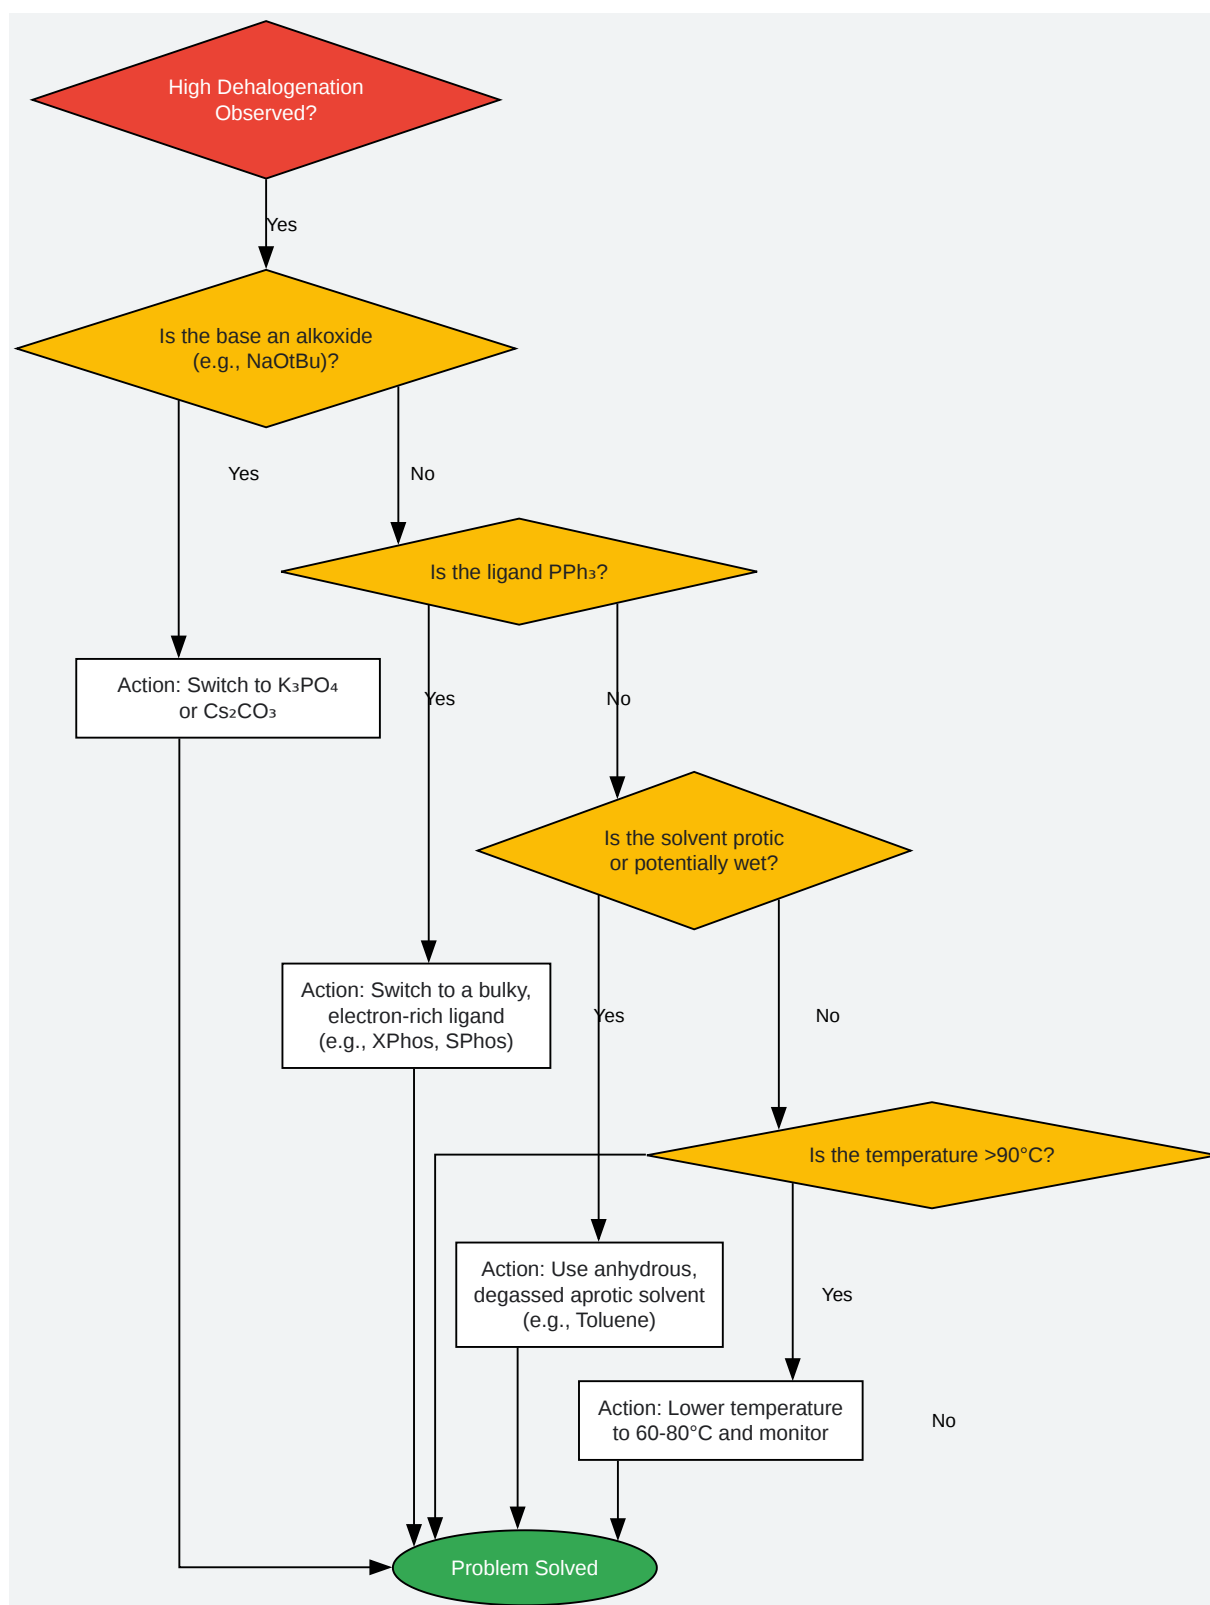 High Dehalogenation
Observed?
Yes
Is the base an alkoxide
(e.g., NaOtBu)?
Yes
No
Is the ligand PPh₃?
Action: Switch to K₃PO₄
or Cs₂CO₃
Yes
No
Is the solvent protic
or potentially wet?
Action: Switch to a bulky,
electron-rich ligand
(e.g., XPhos, SPhos)
Yes
No
Is the temperature >90°C?
Action: Use anhydrous,
degassed aprotic solvent
(e.g., Toluene)
Yes
Action: Lower temperature
to 60-80°C and monitor
No
Problem Solved